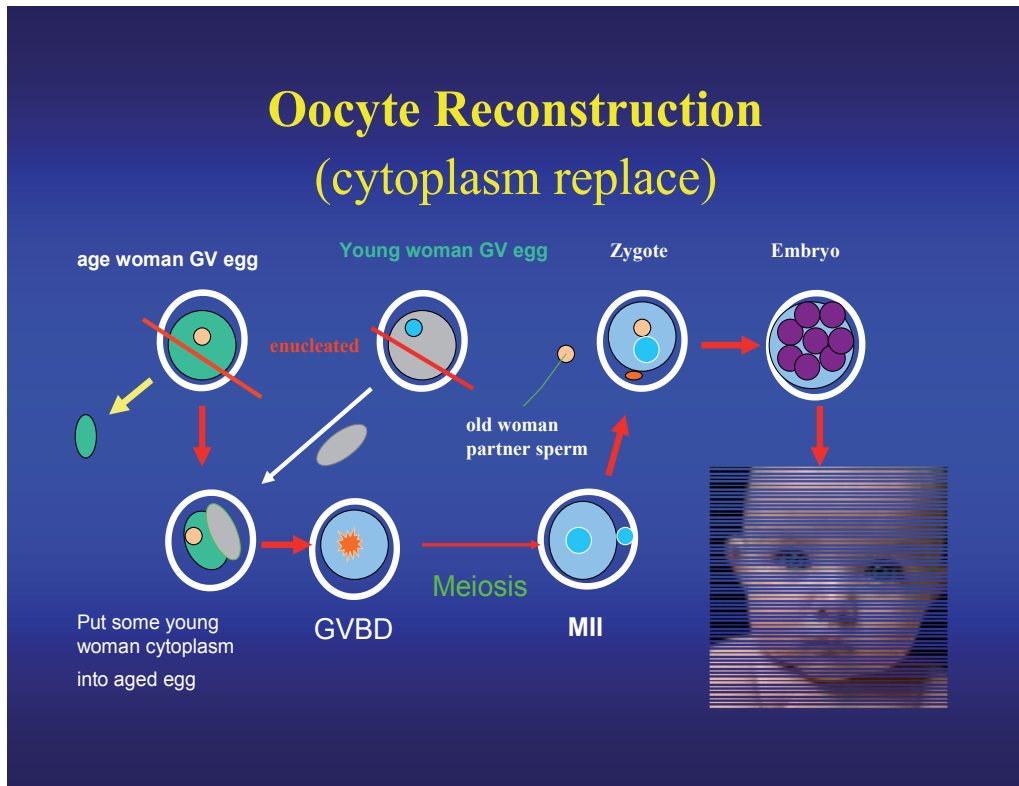 Oocyte Reconstruction
(cytoplasm replace)
age woman GV egg
Young woman GV egg
Zygote
Embryo
enucleated
old woman
partner sperm
Put some young
woman cytoplasm
into aged egg
GVBD
Meiosis
MII